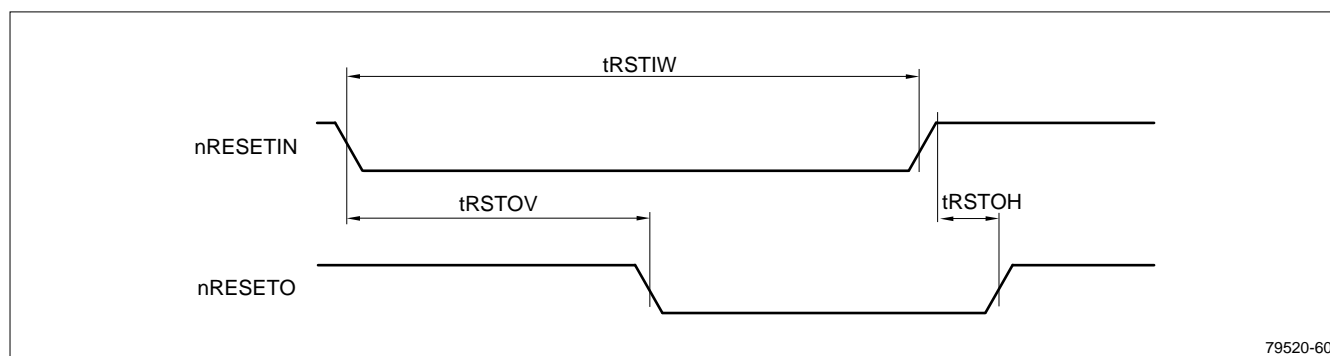 tRSTIW
nRESETIN
tRSTOV
tRSTOH
nRESETO
79520-60